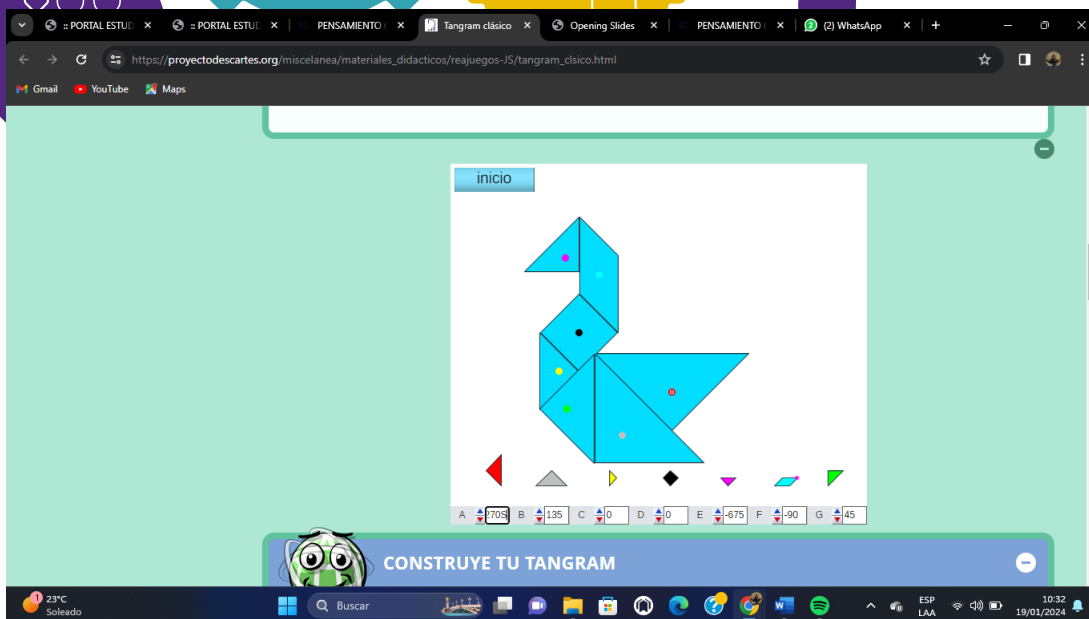 :: PORTAL ESTUD
:: PORTAL ESTUD
PENSAMIENTO
Tangram clásico
Opening Slides
PENSAMIENTO
(2) WhatsApp
https://proyectodescartes.org/miscelanea/materiales_didacticos/reajuegos-JS/tangram_clsico.html
Gmail YouTube Maps
inicio
A B 135 C 0 D 0 E -675 F -90 G 45
CONSTRUYE TU TANGRAM
1 23°C
Soleado
Buscar
ESP
LAA
10:32
19/01/2024